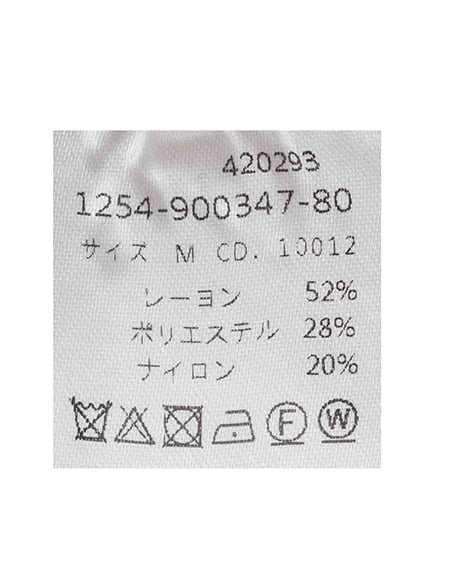 420293
1254-900347-80
サイズ M CD. 10012
レーヨン 52%
ポリエステル 28%
ナイロン 20%
F W